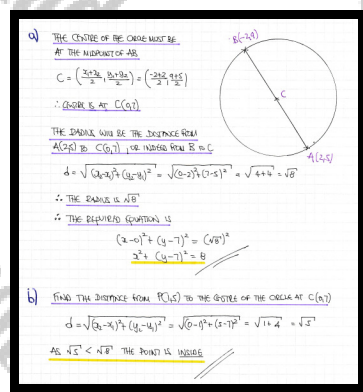 a) THE CENTRE OF THE CIRCLE MUST BE
AT THE MIDPOINT OF AB
C = ((x₁+x₂)/2, (y₁+y₂)/2) = ((-2+2)/2, (9+5)/2)
∴ CENTRE IS AT C(0,7)
B(-2,9)
C
A(2,5)
THE RADIUS WILL BE THE DISTANCE FROM
A(2,5) TO C(0,7), OR INDEED FROM B TO C
d = √((x₂-x₁)²+(y₂-y₁)²) = √((0-2)²+(7-5)²) = √(4+4) = √8
∴ THE RADIUS IS √8
∴ THE REQUIRED EQUATION IS
(x-0)²+(y-7)² = (√8)²
x²+(y-7)² = 8
b) FIND THE DISTANCE FROM P(1,5) TO THE CENTRE OF THE CIRCLE AT C(0,7)
d = √((x₂-x₁)²+(y₂-y₁)²) = √((0-1)²+(5-7)²) = √(1+4) = √5
AS √5 < √8 THE POINT IS INSIDE